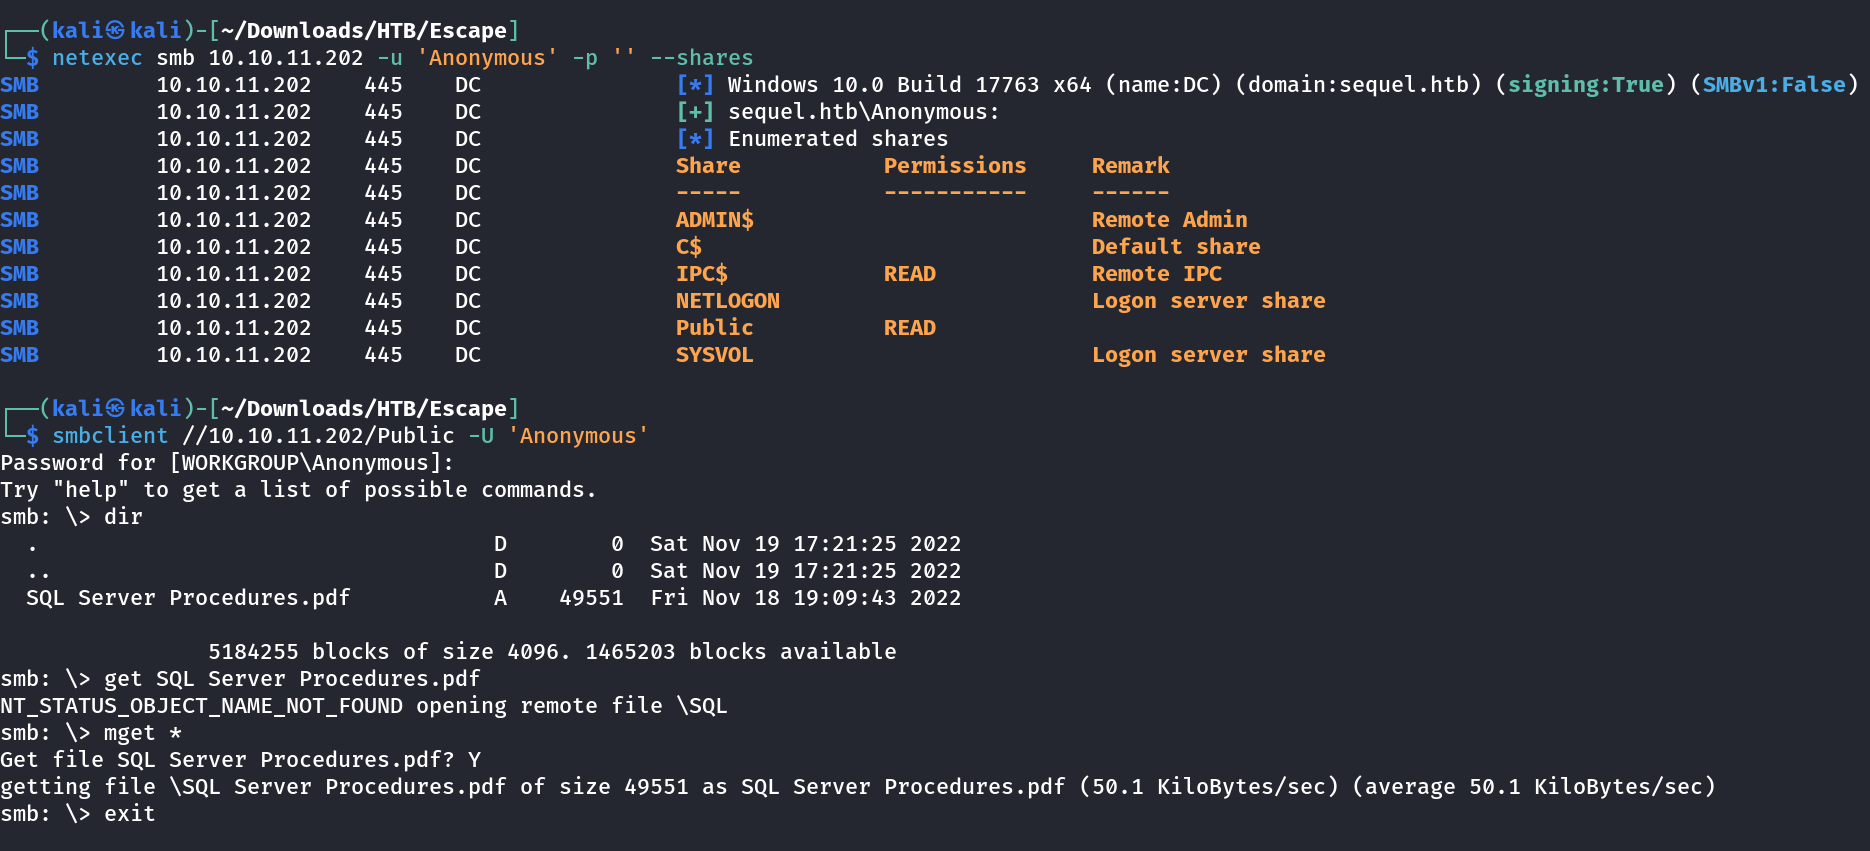 ┌──(kali㉿kali)-[~/Downloads/HTB/Escape]
└─$ netexec smb 10.10.11.202 -u 'Anonymous' -p '' --shares
SMB         10.10.11.202    445    DC               [*] Windows 10.0 Build 17763 x64 (name:DC) (domain:sequel.htb) (signing:True) (SMBv1:False)
SMB         10.10.11.202    445    DC               [+] sequel.htb\Anonymous:
SMB         10.10.11.202    445    DC               [*] Enumerated shares
SMB         10.10.11.202    445    DC               Share           Permissions     Remark
SMB         10.10.11.202    445    DC               -----           -----------     ------
SMB         10.10.11.202    445    DC               ADMIN$                          Remote Admin
SMB         10.10.11.202    445    DC               C$                              Default share
SMB         10.10.11.202    445    DC               IPC$            READ            Remote IPC
SMB         10.10.11.202    445    DC               NETLOGON                        Logon server share
SMB         10.10.11.202    445    DC               Public          READ
SMB         10.10.11.202    445    DC               SYSVOL                          Logon server share
┌──(kali㉿kali)-[~/Downloads/HTB/Escape]
└─$ smbclient //10.10.11.202/Public -U 'Anonymous'
Password for [WORKGROUP\Anonymous]:
Try "help" to get a list of possible commands.
smb: \> dir
  .                                   D        0  Sat Nov 19 17:21:25 2022
  ..                                  D        0  Sat Nov 19 17:21:25 2022
  SQL Server Procedures.pdf           A    49551  Fri Nov 18 19:09:43 2022
                5184255 blocks of size 4096. 1465203 blocks available
smb: \> get SQL Server Procedures.pdf
NT_STATUS_OBJECT_NAME_NOT_FOUND opening remote file \SQL
smb: \> mget *
Get file SQL Server Procedures.pdf? Y
getting file \SQL Server Procedures.pdf of size 49551 as SQL Server Procedures.pdf (50.1 KiloBytes/sec) (average 50.1 KiloBytes/sec)
smb: \> exit